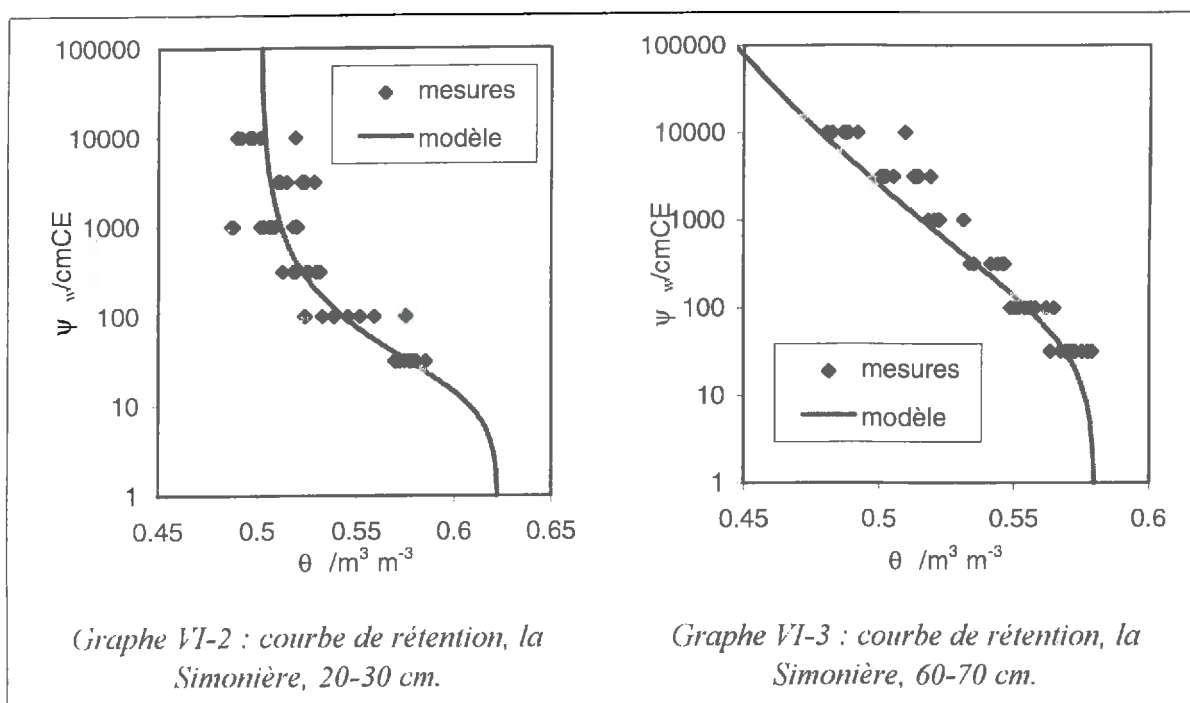 100000
10000
1000
100
10
1
ψ w/cmCE
mesures
modèle
0.45 0.5 0.55 0.6 0.65
θ /m³ m⁻³
Graphe VI-2 : courbe de rétention, la
Simonière, 20-30 cm.
100000
10000
1000
100
10
1
ψ w/cmCE
mesures
modèle
0.45 0.5 0.55 0.6
θ /m³ m⁻³
Graphe VI-3 : courbe de rétention, la
Simonière, 60-70 cm.